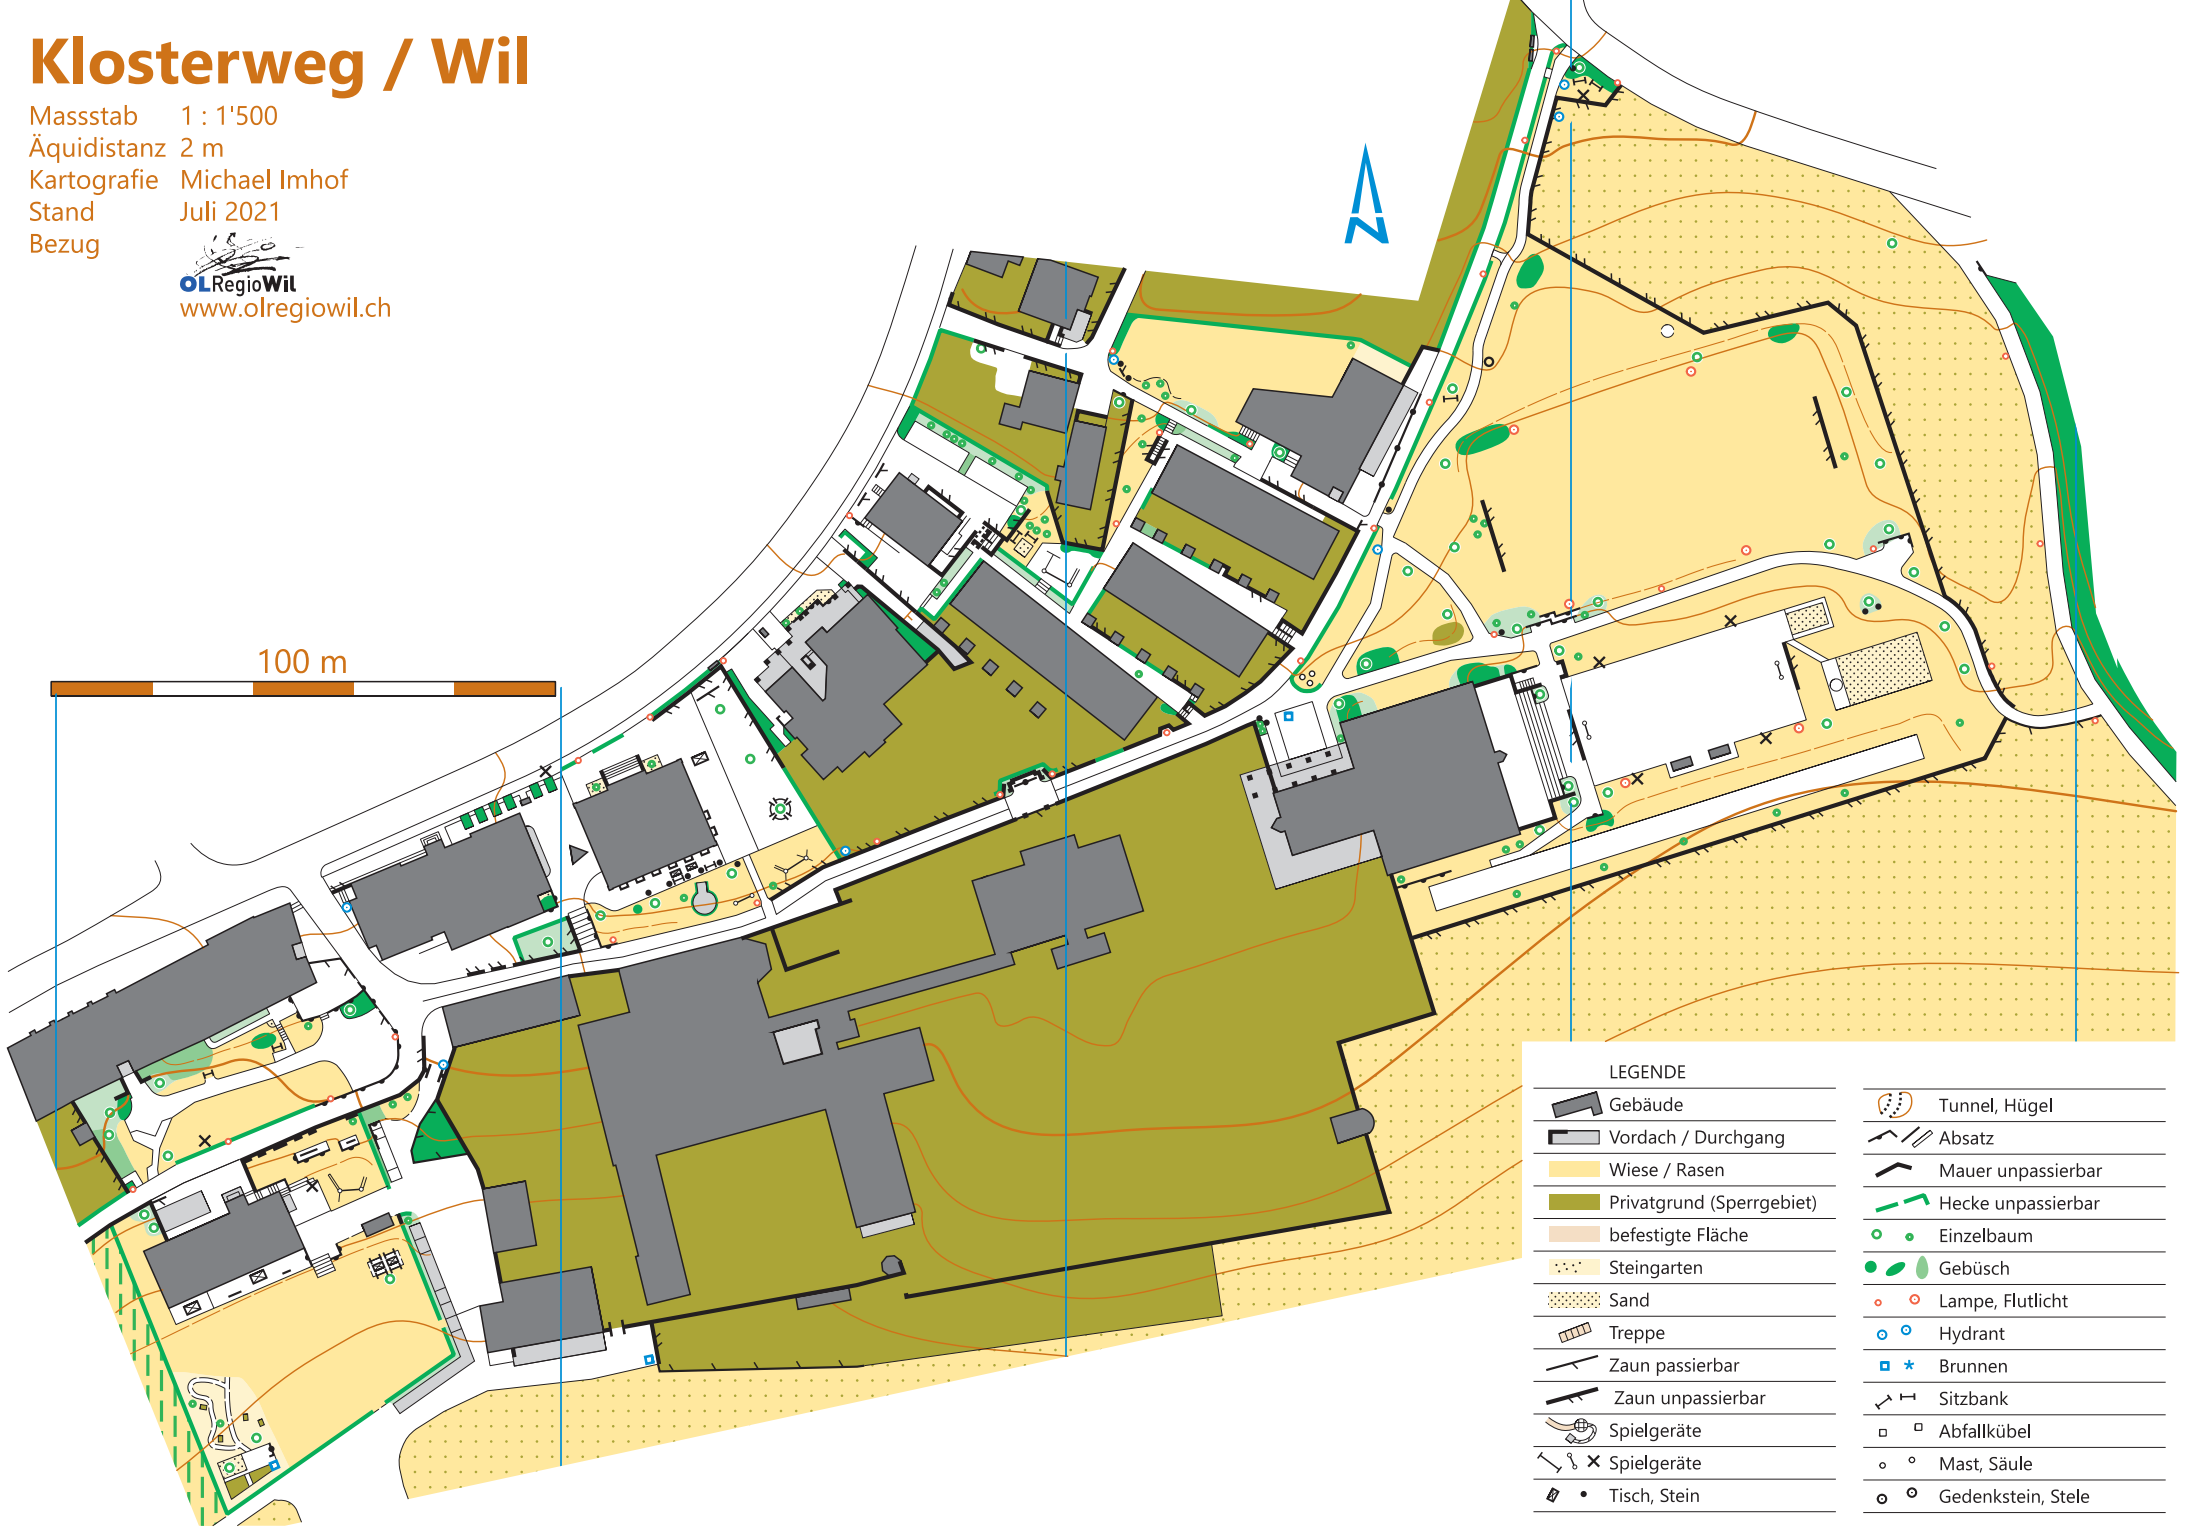 Klosterweg / Wil
Massstab 1 : 1'500
Äquidistanz 2 m
Kartografie Michael Imhof
Stand Juli 2021
Bezug
OLRegioWil
www.olregiowil.ch
N
100 m
LEGENDE
Gebäude
Vordach / Durchgang
Wiese / Rasen
Privatgrund (Sperrgebiet)
befestigte Fläche
Steingarten
Sand
Treppe
Zaun passierbar
Zaun unpassierbar
Spielgeräte
Spielgeräte
Tisch, Stein
Tunnel, Hügel
Absatz
Mauer unpassierbar
Hecke unpassierbar
Einzelbaum
Gebüsch
Lampe, Flutlicht
Hydrant
Brunnen
Sitzbank
Abfallkübel
Mast, Säule
Gedenkstein, Stele